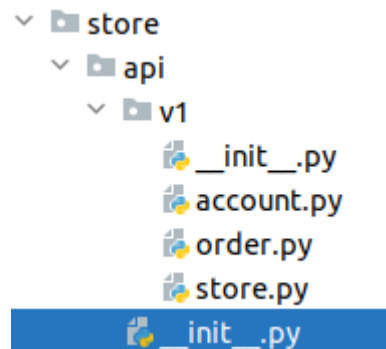 store
api
v1
__init__.py
account.py
order.py
store.py
__init__.py